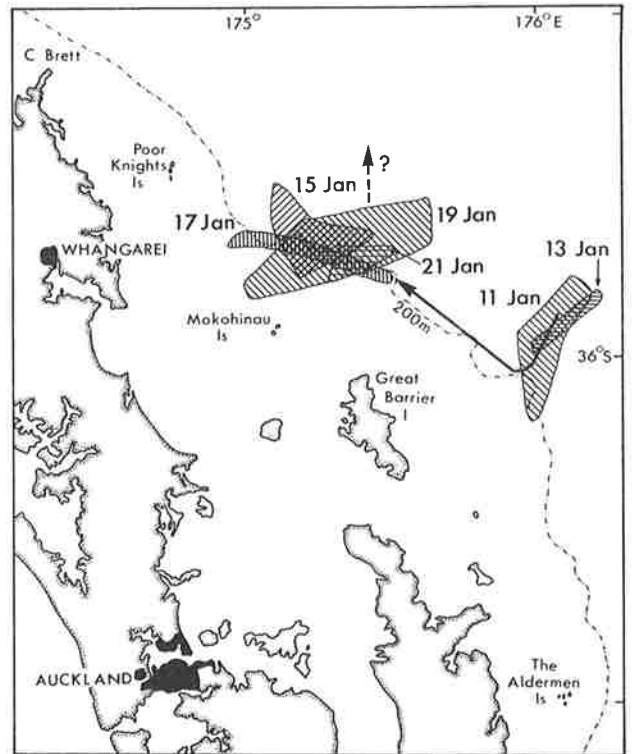 175°
176°E
C Brett
Poor
Knights
Is
?
15 Jan
17 Jan
19 Jan
13 Jan
WHANGAREI
21 Jan
11 Jan
Mokohinau
Is
200m
36°S
Great
Barrier
I
AUCKLAND
The
Aldermen
Is